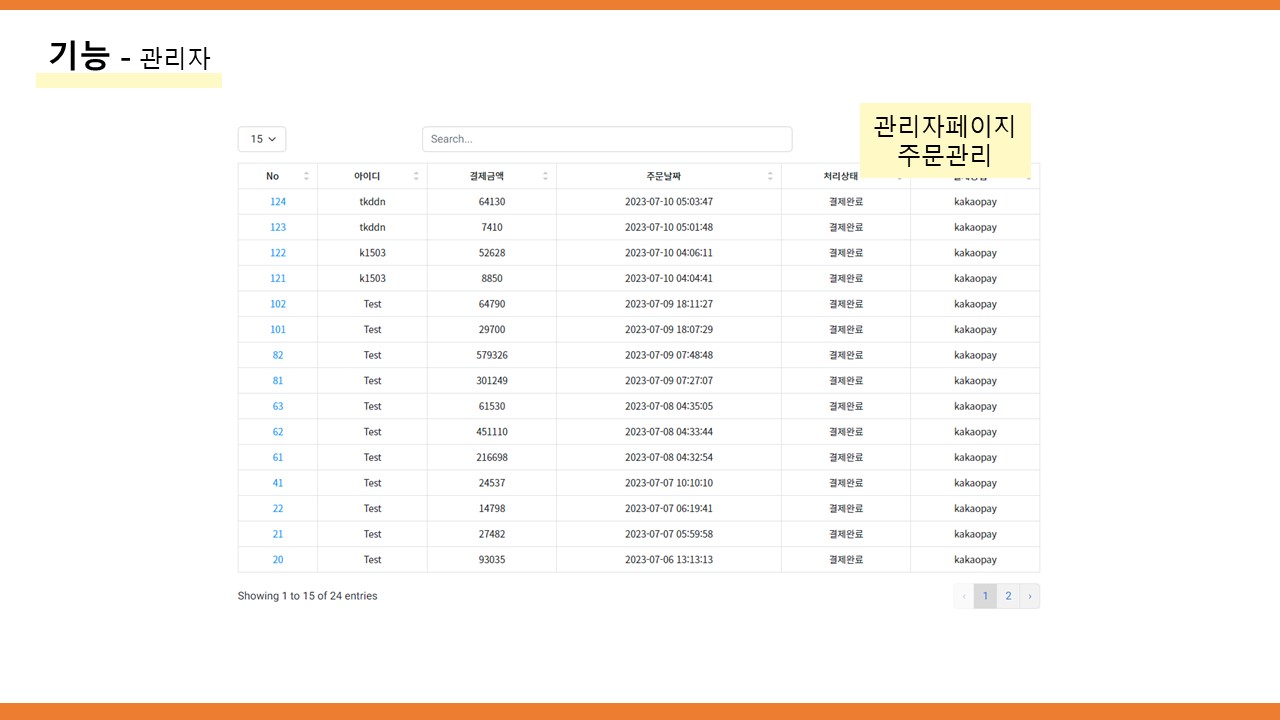 기능 - 관리자
관리자페이지
주문관리
15
Search...
No 아이디 결제금액 주문날짜 처리상태
124 tkddn 64130 2023-07-10 05:03:47 결제완료 kakaopay
123 tkddn 7410 2023-07-10 05:01:48 결제완료 kakaopay
122 k1503 52628 2023-07-10 04:06:11 결제완료 kakaopay
121 k1503 8850 2023-07-10 04:04:41 결제완료 kakaopay
102 Test 64790 2023-07-09 18:11:27 결제완료 kakaopay
101 Test 29700 2023-07-09 18:07:29 결제완료 kakaopay
82 Test 579326 2023-07-09 07:48:48 결제완료 kakaopay
81 Test 301249 2023-07-09 07:27:07 결제완료 kakaopay
63 Test 61530 2023-07-08 04:35:05 결제완료 kakaopay
62 Test 451110 2023-07-08 04:33:44 결제완료 kakaopay
61 Test 216698 2023-07-08 04:32:54 결제완료 kakaopay
41 Test 24537 2023-07-07 10:10:10 결제완료 kakaopay
22 Test 14798 2023-07-07 06:19:41 결제완료 kakaopay
21 Test 27482 2023-07-07 05:59:58 결제완료 kakaopay
20 Test 93035 2023-07-06 13:13:13 결제완료 kakaopay
Showing 1 to 15 of 24 entries
‹ 1 2 ›